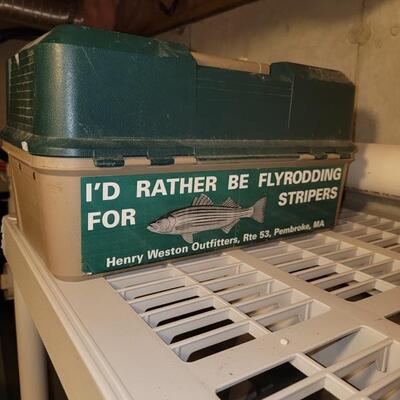 I'D RATHER BE FLYRODDING
FOR STRIPERS
Henry Weston Outfitters, Rte 53, Pembroke, MA